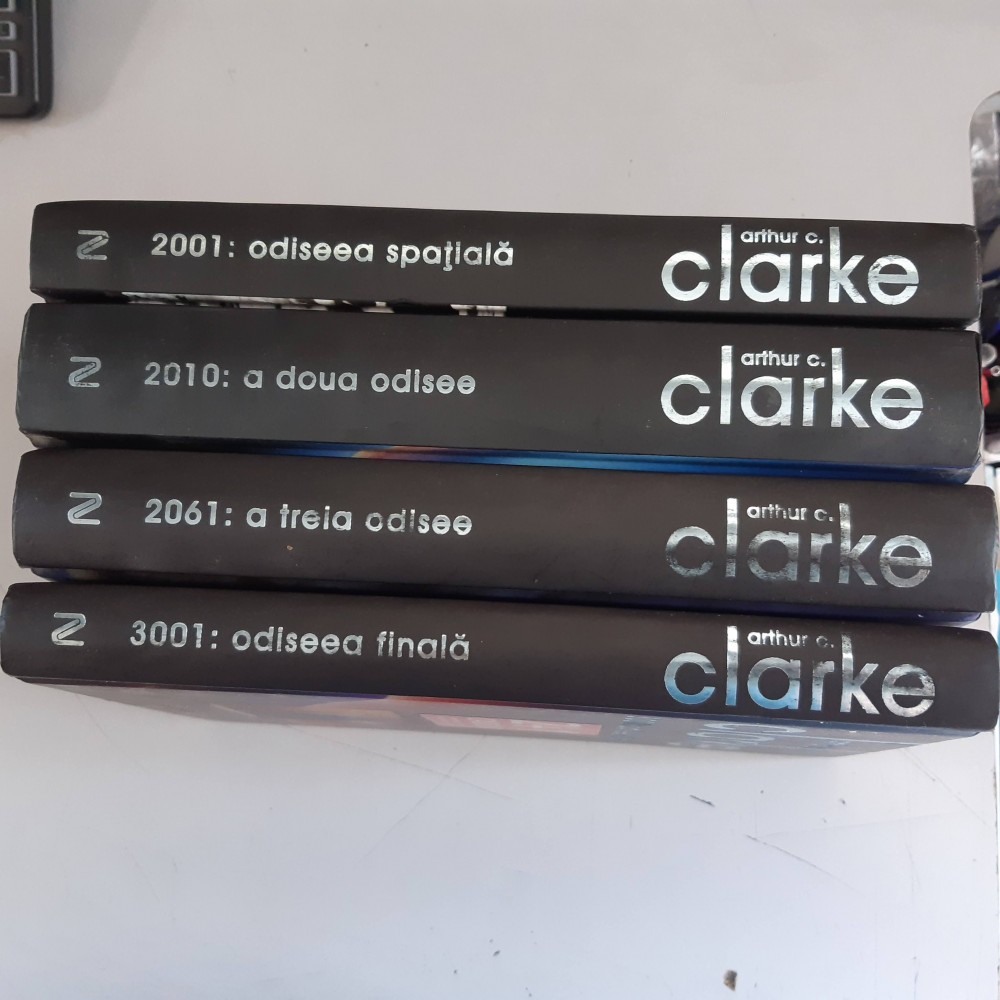 2001: odiseea spaţială
arthur c.
clarke
2010: a doua odisee
arthur c.
clarke
2061: a treia odisee
arthur c.
clarke
3001: odiseea finală
arthur c.
clarke